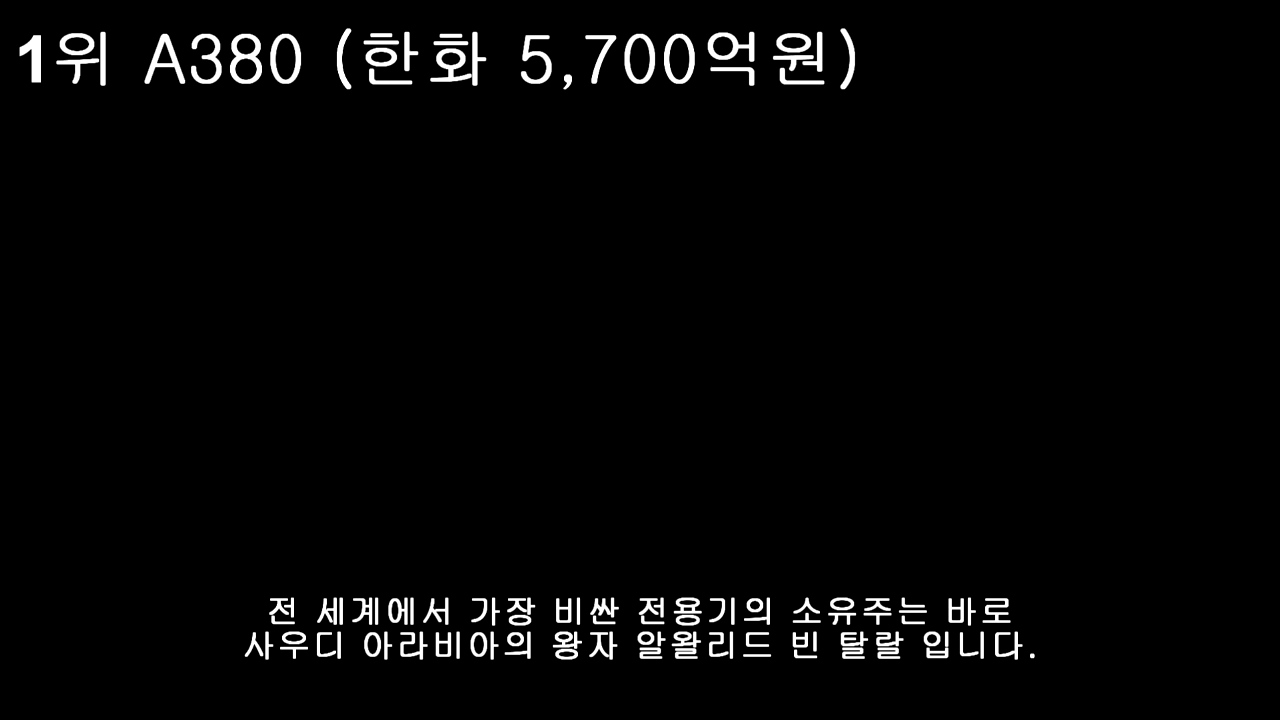 1위 A380 (한화 5,700억원)
전 세계에서 가장 비싼 전용기의 소유주는 바로
사우디 아라비아의 왕자 알왈리드 빈 탈랄 입니다.